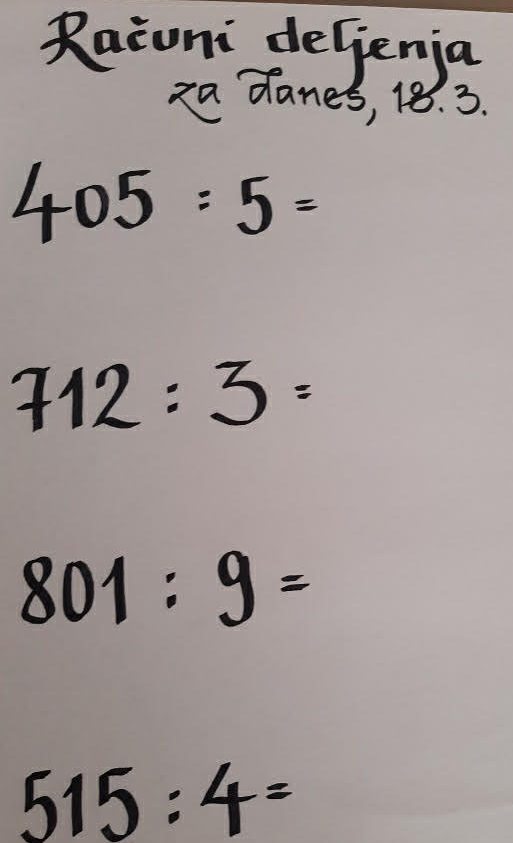 Računi deljenja
za danes, 18. 3.
405 : 5 =
712 : 3 =
801 : 9 =
515 : 4 =